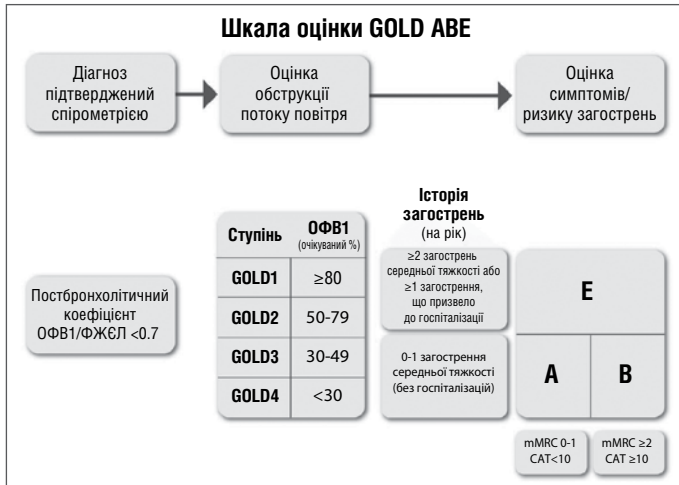 Шкала оцінки GOLD ABE
Діагноз
підтверджений
спірометрією
Оцінка
обструкції
потоку повітря
Оцінка
симптомів/
ризику загострень
Постбронхолітичний
коефіцієнт
ОФВ1/ФЖЄЛ <0.7
Ступінь ОФВ1
(очікуваний %)
GOLD1 ≥80
GOLD2 50-79
GOLD3 30-49
GOLD4 <30
Історія
загострень
(на рік)
≥2 загострень
середньої тяжкості або
≥1 загострення,
що призвело
до госпіталізації
0-1 загострення
середньої тяжкості
(без госпіталізацій)
E
A B
mMRC 0-1
CAT<10
mMRC ≥2
CAT ≥10